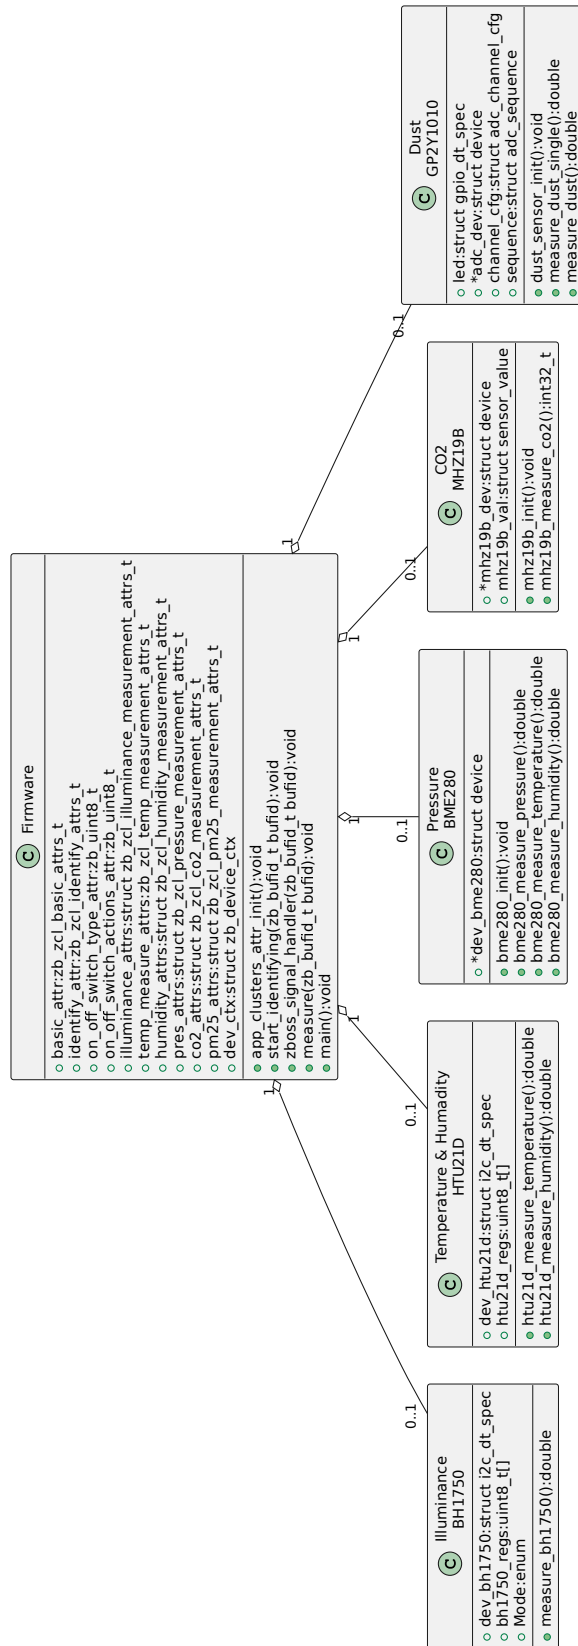 C Firmware
basic_attr:zb_zcl_basic_attrs_t
identify_attr:zb_zcl_identify_attrs_t
on_off_switch_type_attr:zb_uint8_t
on_off_switch_actions_attr:zb_uint8_t
illuminance_attrs:struct zb_zcl_illuminance_measurement_attrs_t
temp_measure_attrs:zb_zcl_temp_measurement_attrs_t
humidity_attrs:struct zb_zcl_humidity_measurement_attrs_t
pres_attrs:struct zb_zcl_pressure_measurement_attrs_t
co2_attrs:struct zb_zcl_co2_measurement_attrs_t
pm25_attrs:struct zb_zcl_pm25_measurement_attrs_t
dev_ctx:struct zb_device_ctx
app_clusters_attr_init():void
start_identifying(zb_bufid_t bufid):void
zboss_signal_handler(zb_bufid_t bufid):void
measure(zb_bufid_t bufid):void
main():void
1
1
1
1
1
0..1
0..1
0..1
0..1
0..1
C Illuminance
BH1750
dev_bh1750:struct i2c_dt_spec
bh1750_regs:uint8_t[]
Mode:enum
measure_bh1750():double
C Temperature & Humadity
HTU21D
dev_htu21d:struct i2c_dt_spec
htu21d_regs:uint8_t[]
htu21d_measure_temperature():double
htu21d_measure_humidity():double
C Pressure
BME280
*dev_bme280:struct device
bme280_init():void
bme280_measure_pressure():double
bme280_measure_temperature():double
bme280_measure_humidity():double
C CO2
MHZ19B
*mhz19b_dev:struct device
mhz19b_val:struct sensor_value
mhz19b_init():void
mhz19b_measure_co2():int32_t
C Dust
GP2Y1010
led:struct gpio_dt_spec
*adc_dev:struct device
channel_cfg:struct adc_channel_cfg
sequence:struct adc_sequence
dust_sensor_init():void
measure_dust_single():double
measure_dust():double